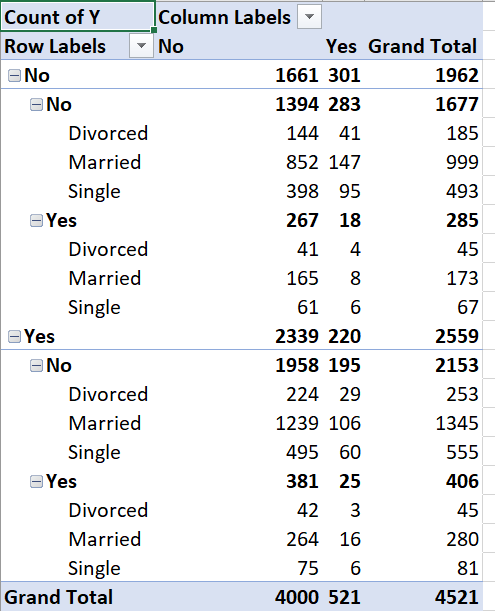 Count of Y Column Labels
Row Labels No Yes Grand Total
No 1661 301 1962
No 1394 283 1677
Divorced 144 41 185
Married 852 147 999
Single 398 95 493
Yes 267 18 285
Divorced 41 4 45
Married 165 8 173
Single 61 6 67
Yes 2339 220 2559
No 1958 195 2153
Divorced 224 29 253
Married 1239 106 1345
Single 495 60 555
Yes 381 25 406
Divorced 42 3 45
Married 264 16 280
Single 75 6 81
Grand Total 4000 521 4521